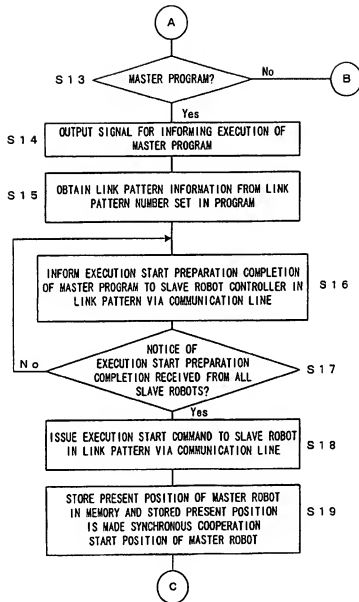 A
S13
MASTER PROGRAM?
No
B
Yes
S14
OUTPUT SIGNAL FOR INFORMING EXECUTION OF
MASTER PROGRAM
S15
OBTAIN LINK PATTERN INFORMATION FROM LINK
PATTERN NUMBER SET IN PROGRAM
INFORM EXECUTION START PREPARATION COMPLETION
OF MASTER PROGRAM TO SLAVE ROBOT CONTROLLER IN
LINK PATTERN VIA COMMUNICATION LINE
S16
No
NOTICE OF
EXECUTION START PREPARATION
COMPLETION RECEIVED FROM ALL
SLAVE ROBOTS?
S17
Yes
ISSUE EXECUTION START COMMAND TO SLAVE ROBOT
IN LINK PATTERN VIA COMMUNICATION LINE
S18
STORE PRESENT POSITION OF MASTER ROBOT
IN MEMORY AND STORED PRESENT POSITION
IS MADE SYNCHRONOUS COOPERATION
START POSITION OF MASTER ROBOT
S19
C